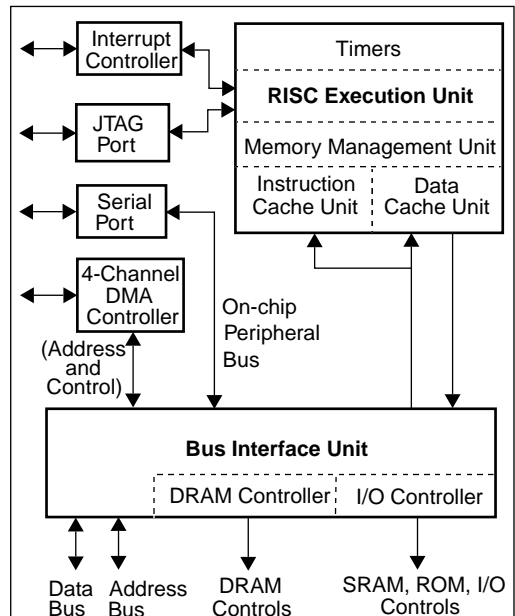 Interrupt
Controller
Timers
RISC Execution Unit
JTAG
Port
Memory Management Unit
Instruction
Cache Unit
Data
Cache Unit
Serial
Port
4-Channel
DMA
Controller
On-chip
Peripheral
Bus
(Address
and
Control)
Bus Interface Unit
DRAM Controller
I/O Controller
Data
Bus
Address
Bus
DRAM
Controls
SRAM, ROM, I/O
Controls